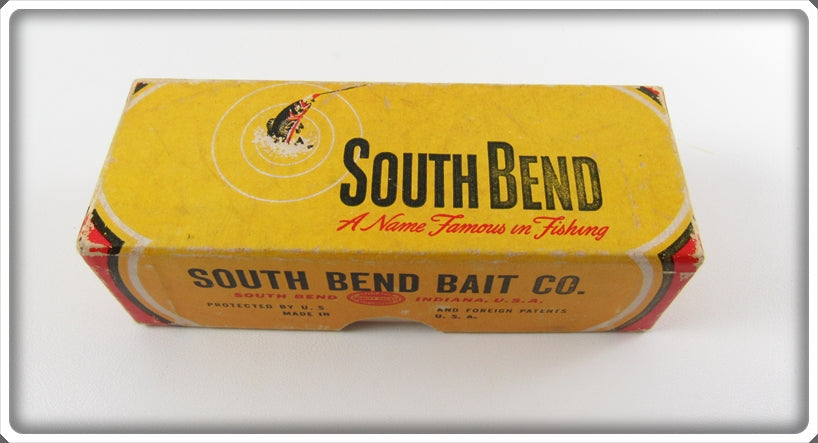 SOUTH BEND
A Name Famous in Fishing
SOUTH BEND BAIT CO.
SOUTH BEND INDIANA, U.S.A.
PROTECTED BY U.S. AND FOREIGN PATENTS
MADE IN U.S.A.